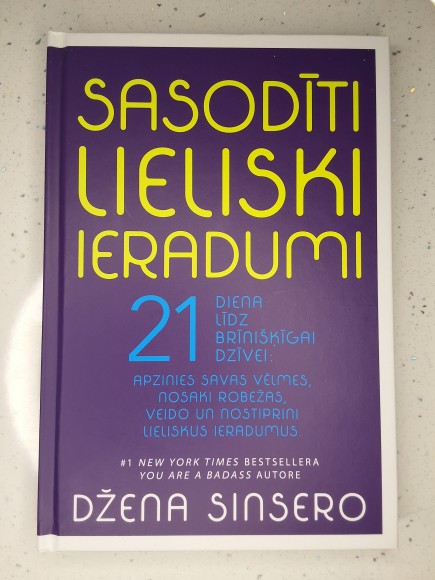 SASODĪTI
LIELISKI
IERADUMI
21 DIENA
LĪDZ
BRĪNIŠĶĪGAI
DZĪVEI:
APZINIES SAVAS VĒLMES,
NOSAKI ROBEŽAS,
VEIDO UN NOSTIPRINI
LIELISKUS IERADUMUS.
#1 NEW YORK TIMES BESTSELLERA
YOU ARE A BADASS AUTORE
DŽENA SINSERO